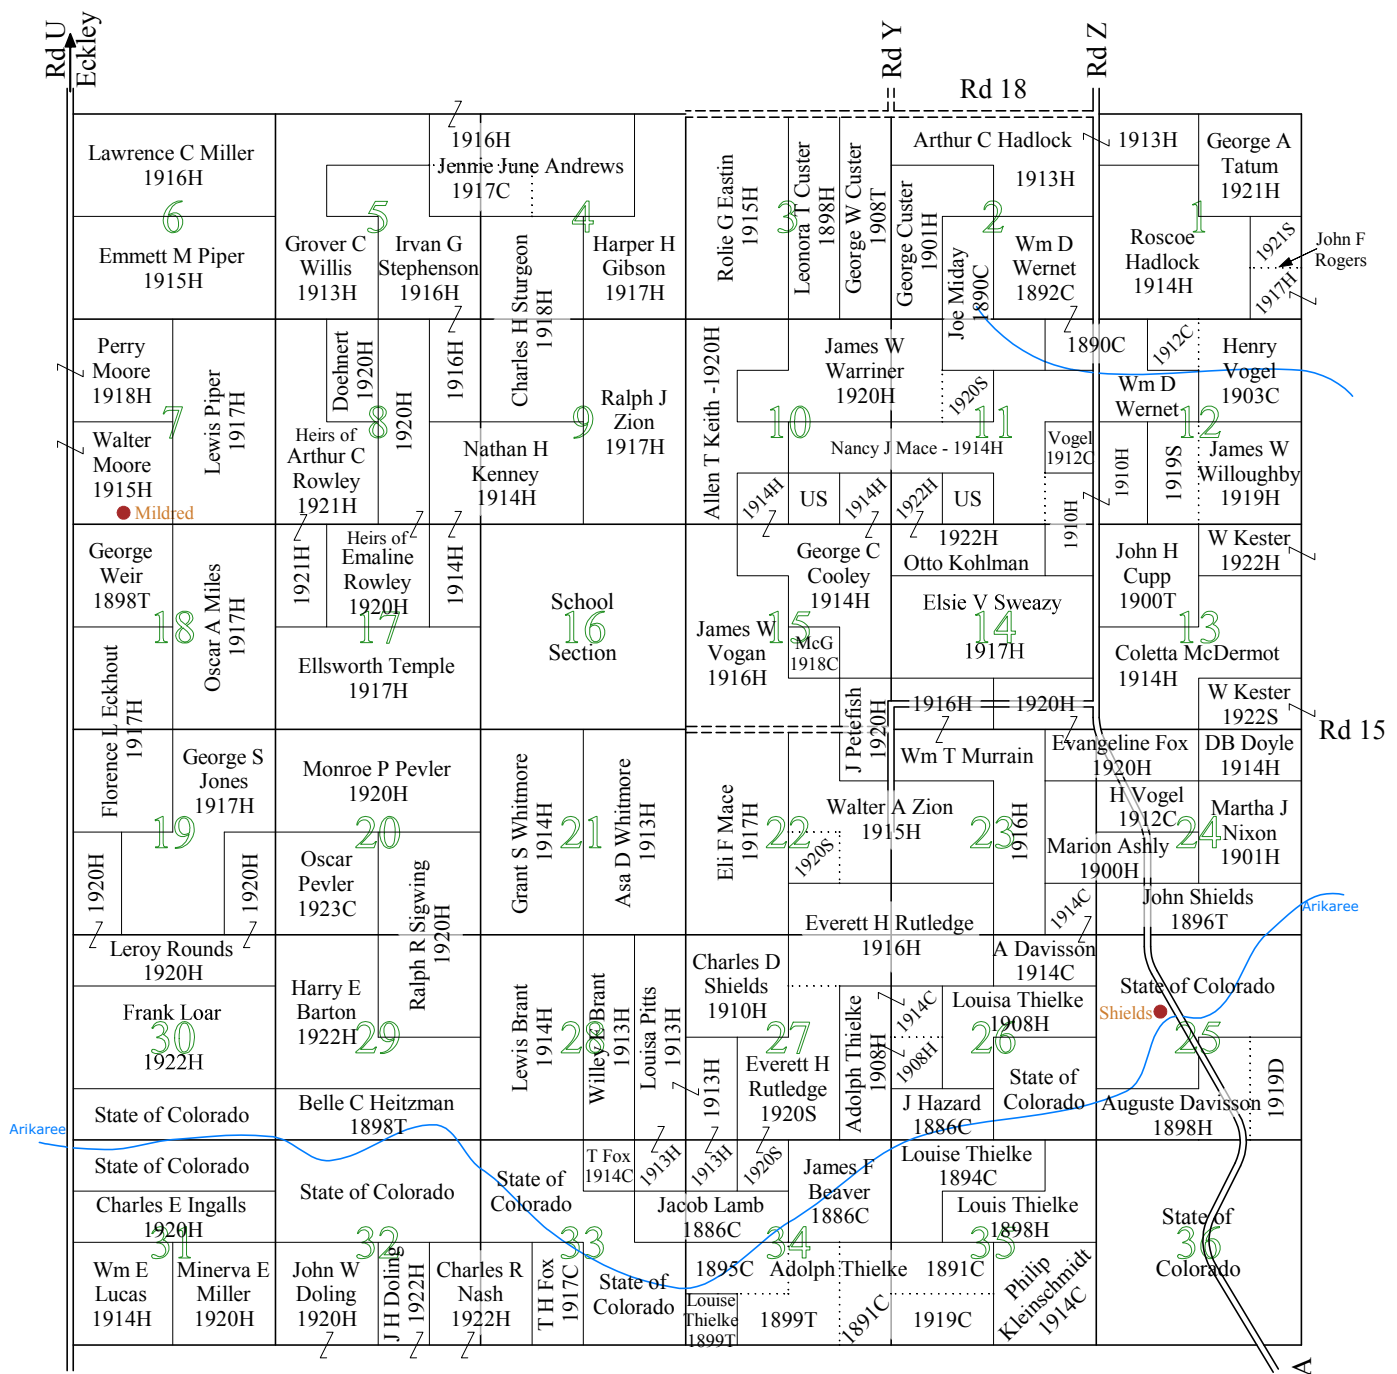 Rd U
Eckley
Rd Y
Rd Z
Rd 18
Lawrence C Miller
1916H
6
Emmett M Piper
1915H
1916H
Jennie June Andrews
1917C
5
4
Grover C
Willis
1913H
Irvan G
Stephenson
1916H
Charles H Sturgeon
1918H
Harper H
Gibson
1917H
Rolie G Eastin
1915H
3
Leonora T Custer
1898H
George W Custer
1908T
Arthur C Hadlock
1913H
George Custer
1901H
2
Joe Miday
1890C
Wm D
Wernet
1892C
1913H
George A
Tatum
1921H
1
Roscoe
Hadlock
1914H
1921S
1917H
John F
Rogers
Perry
Moore
1918H
7
Walter
Moore
1915H
Mildred
Lewis Piper
1917H
Doehnert
1920H
8
1920H
1916H
Heirs of
Arthur C
Rowley
1921H
9
Nathan H
Kenney
1914H
Ralph J
Zion
1917H
Allen T Keith -1920H
James W
Warriner
1920H
10
1920S
11
Nancy J Mace - 1914H
1914H
US
1914H
1922H
US
Vogel
1912C
1910H
1890C
1912C
Wm D
Wernet
Henry
Vogel
1903C
12
1910H
1919S
James W
Willoughby
1919H
George
Weir
1898T
18
Oscar A Miles
1917H
1921H
Heirs of
Emaline
Rowley
1920H
17
1914H
Ellsworth Temple
1917H
School
16
Section
James W
Vogan
1916H
George C
Cooley
1914H
15
McG
1918C
J Petefish
1920H
1922H
Otto Kohlman
Elsie V Sweazy
14
1917H
1916H
1920H
John H
Cupp
1900T
W Kester
1922H
13
Coletta McDermot
1914H
W Kester
1922S
Rd 15
Florence L Eckhout
1917H
George S
Jones
1917H
19
1920H
1920H
Monroe P Pevler
1920H
20
Oscar
Pevler
1923C
Ralph R Sigwing
1920H
Grant S Whitmore
1914H
21
Asa D Whitmore
1913H
Eli F Mace
1917H
22
1920S
Walter A Zion
1915H
Wm T Murrain
1916H
23
Everett H Rutledge
1916H
Evangeline Fox
1920H
DB Doyle
1914H
H Vogel
1912C
Martha J
Nixon
1901H
24
Marion Ashly
1900H
1914C
John Shields
1896T
Arikaree
Leroy Rounds
1920H
Frank Loar
30
1922H
State of Colorado
Harry E
Barton
1922H
29
Belle C Heitzman
1898T
Lewis Brant
1914H
28
Willey E Brant
1913H
Louisa Pitts
1913H
Charles D
Shields
1910H
27
1913H
Everett H
Rutledge
1920S
Adolph Thielke
1908H
1914C
1908H
A Davisson
1914C
Louisa Thielke
1908H
26
State of
Colorado
J Hazard
1886C
State of Colorado
Shields
25
Auguste Davisson
1898H
1919D
Arikaree
State of Colorado
Charles E Ingalls
1920H
31
Wm E
Lucas
1914H
Minerva E
Miller
1920H
State of Colorado
32
John W
Doling
1920H
J H Doling
1922H
Charles R
Nash
1922H
State of
Colorado
T Fox
1914C
1913H
33
T H Fox
1917C
State of
Colorado
1913H
1920S
Jacob Lamb
1886C
James F
Beaver
1886C
34
1895C
Adolph Thielke
1891C
Louise
Thielke
1899T
1899T
1891C
1919C
Louise Thielke
1894C
Louis Thielke
1898H
35
Philip
Kleinschmidt
1914C
State of
36
Colorado
A